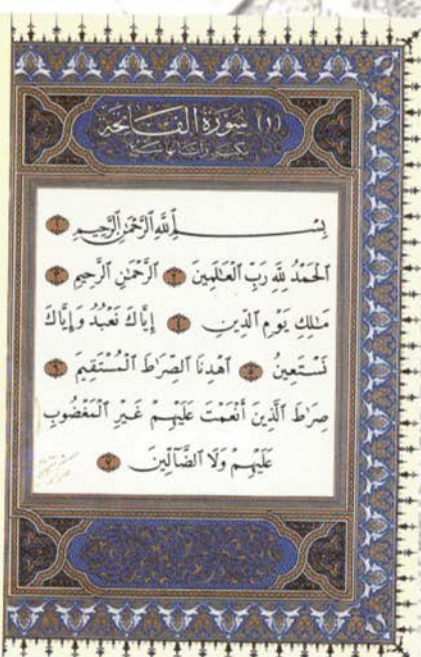 (١) سُورَةُ الفَاتِحَة
بِسْمِ ٱللَّهِ ٱلرَّحْمَٰنِ ٱلرَّحِيمِ ١
ٱلْحَمْدُ لِلَّهِ رَبِّ ٱلْعَٰلَمِينَ ٢ ٱلرَّحْمَٰنِ ٱلرَّحِيمِ ٣
مَٰلِكِ يَوْمِ ٱلدِّينِ ٤ إِيَّاكَ نَعْبُدُ وَإِيَّاكَ
نَسْتَعِينُ ٥ ٱهْدِنَا ٱلصِّرَٰطَ ٱلْمُسْتَقِيمَ ٦
صِرَٰطَ ٱلَّذِينَ أَنْعَمْتَ عَلَيْهِمْ غَيْرِ ٱلْمَغْضُوبِ
عَلَيْهِمْ وَلَا ٱلضَّآلِّينَ ٧